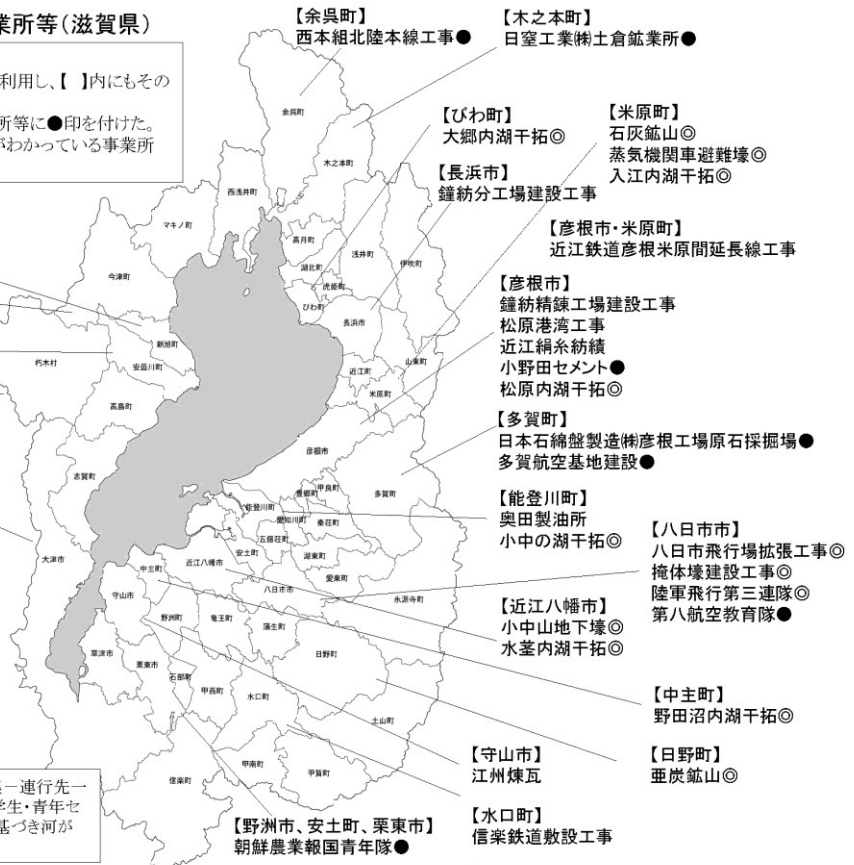 業所等(滋賀県)
利用し、【 】内にもその
所等に●印を付けた。
がわかっている事業所
【余呉町】
西本組北陸本線工事●
【木之本町】
日窒工業㈱土倉鉱業所●
【びわ町】
大郷内湖干拓◎
【米原町】
石灰鉱山◎
蒸気機関車避難壕◎
入江内湖干拓◎
【長浜市】
鐘紡分工場建設工事
【彦根市・米原町】
近江鉄道彦根米原間延長線工事
【彦根市】
鐘紡精錬工場建設工事
松原港湾工事
近江絹糸紡績
小野田セメント●
松原内湖干拓◎
【多賀町】
日本石綿盤製造㈱彦根工場原石採掘場●
多賀航空基地建設●
【能登川町】
奥田製油所
小中の湖干拓◎
【八日市市】
八日市飛行場拡張工事◎
掩体壕建設工事◎
陸軍飛行第三連隊◎
第八航空教育隊●
【近江八幡市】
小中山地下壕◎
水茎内湖干拓◎
【中主町】
野田沼内湖干拓◎
【守山市】
江州煉瓦
【日野町】
亜炭鉱山◎
【水口町】
信楽鉄道敷設工事
【野洲市、安土町、栗東市】
朝鮮農業報国青年隊●
余呉町
木之本町
西浅井町
マキノ町
高月町
浅井町
伊吹町
今津町
湖北町
虎姫町
びわ町
長浜市
新旭町
山東町
朽木村
安曇川町
近江町
米原町
高島町
彦根市
志賀町
甲良町
豊郷町
多賀町
能登川町
愛知川町
秦荘町
五個荘町
大津市
中主町
近江八幡市
安土町
湖東町
愛東町
八日市市
守山市
永源寺町
野洲町
竜王町
蒲生町
草津市
日野町
栗東市
石部町
甲西町
水口町
土山町
信楽町
甲南町
甲賀町
集－連行先一
学生・青年セ
基づき河が